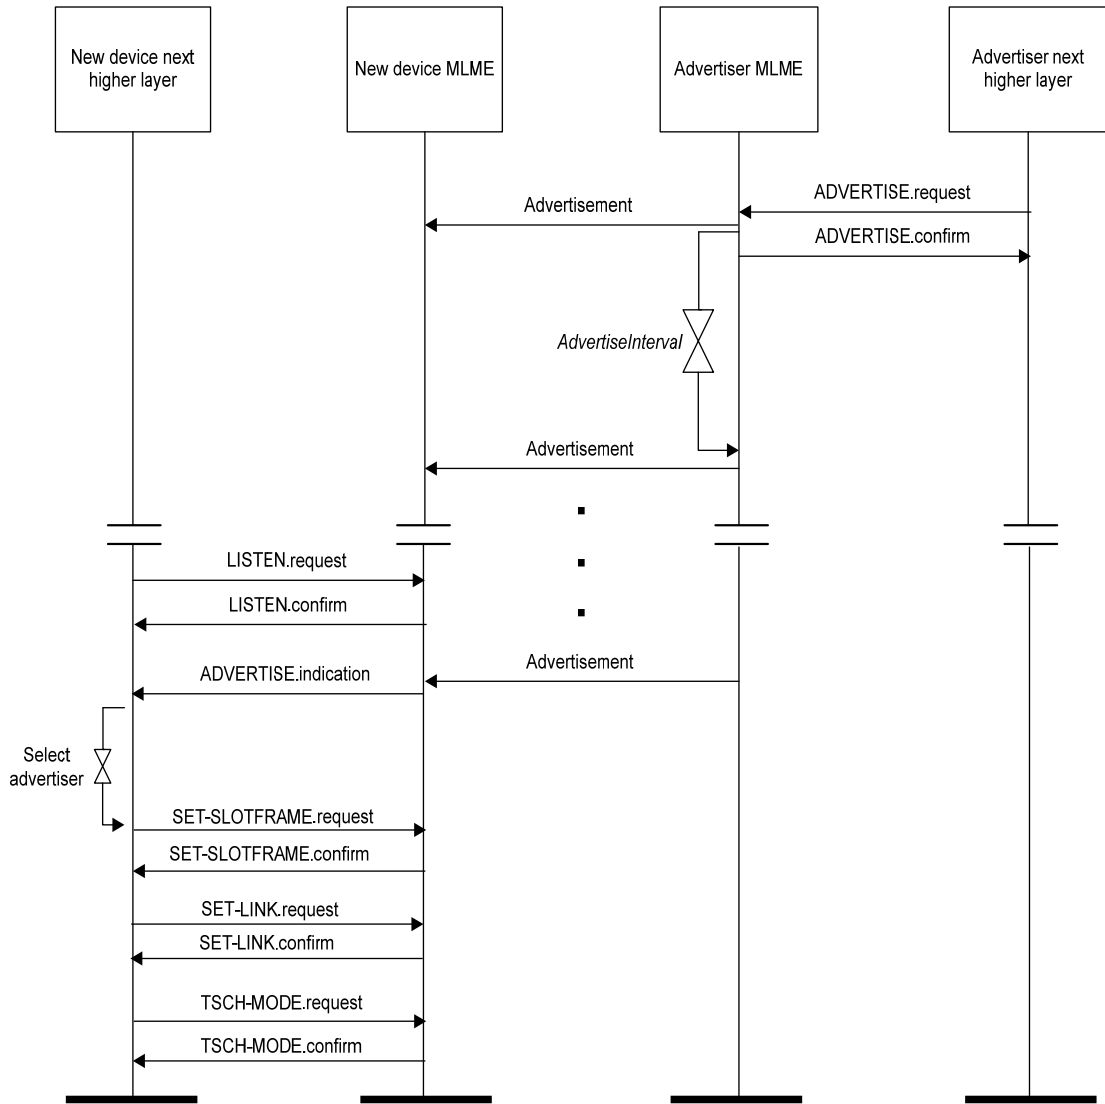 New device next
higher layer
New device MLME
Advertiser MLME
Advertiser next
higher layer
ADVERTISE.request
Advertisement
ADVERTISE.confirm
AdvertiseInterval
Advertisement
LISTEN.request
LISTEN.confirm
Advertisement
ADVERTISE.indication
Select
advertiser
SET-SLOTFRAME.request
SET-SLOTFRAME.confirm
SET-LINK.request
SET-LINK.confirm
TSCH-MODE.request
TSCH-MODE.confirm